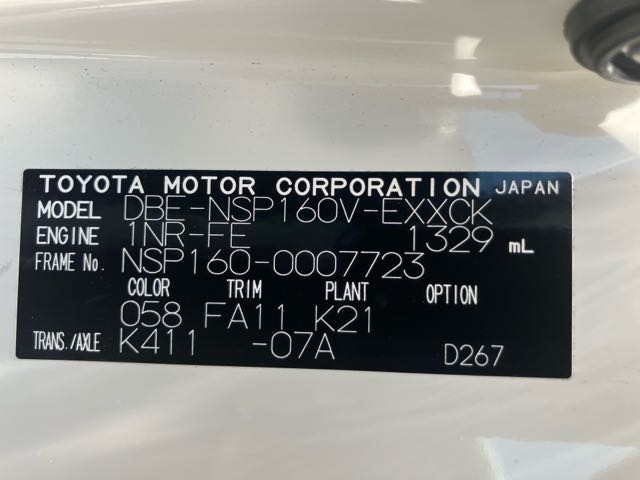 TOYOTA MOTOR CORPORATION JAPAN
MODEL DBE-NSP160V-EXXCK
ENGINE 1NR-FE 1329 mL
FRAME No. NSP160-0007723
COLOR TRIM PLANT OPTION
058 FA11 K21
TRANS./AXLE K411 -07A D267